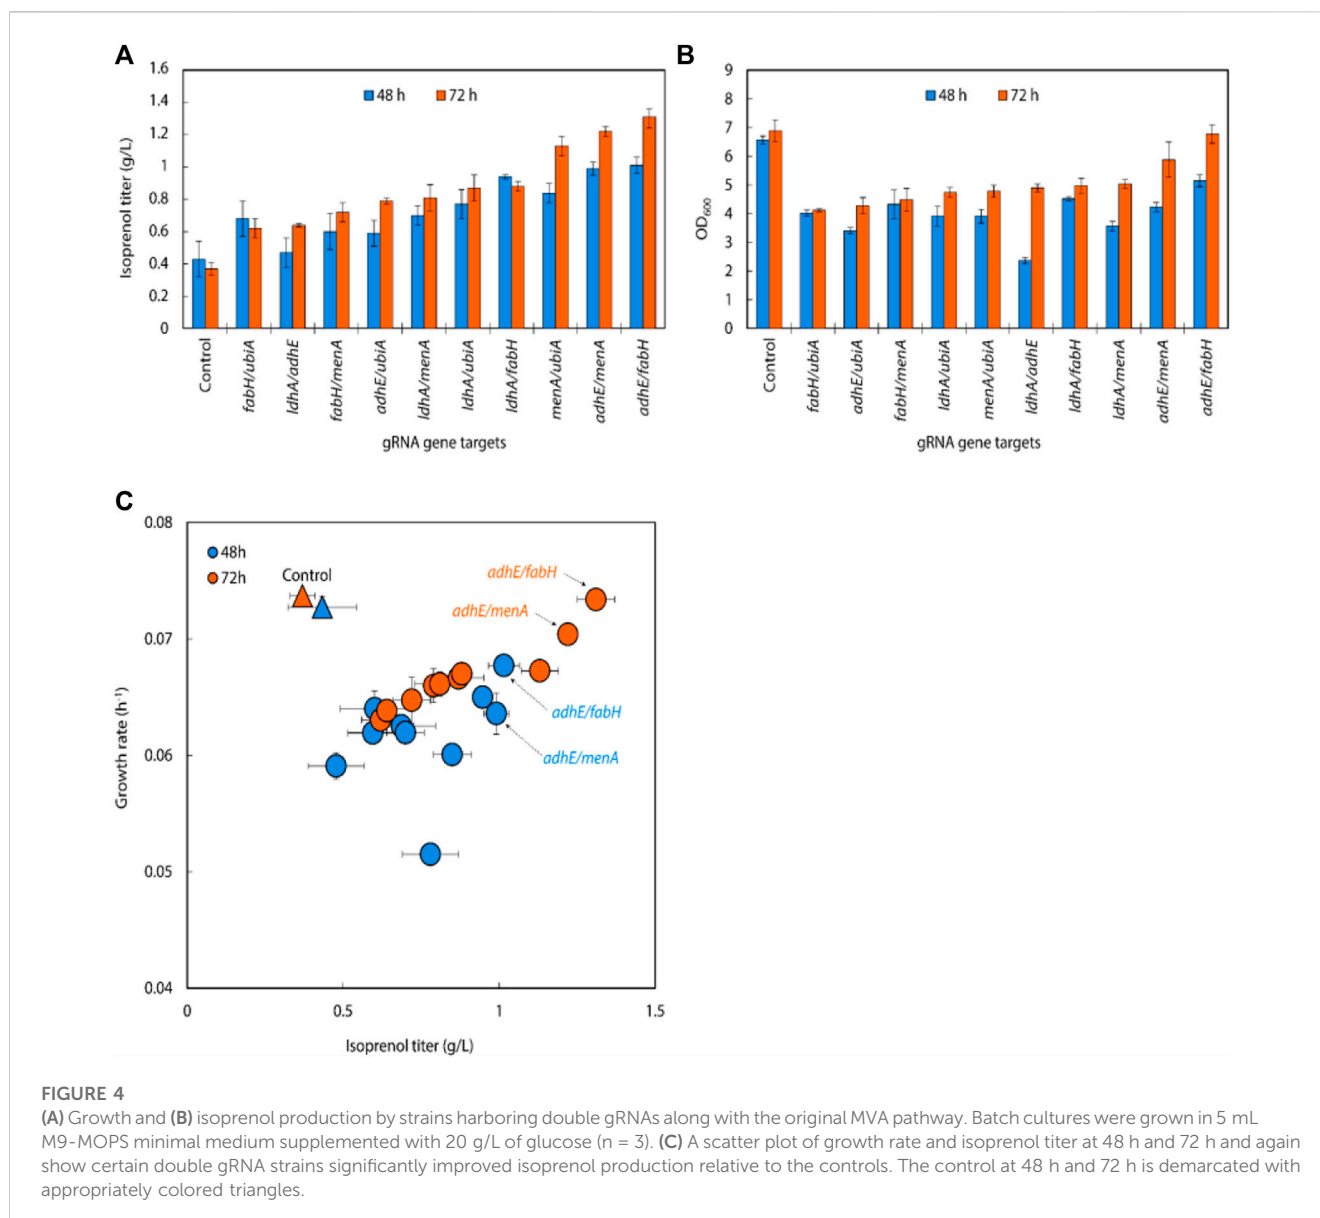 A
Isoprenol titer (g/L)
1.6
1.4
1.2
1
0.8
0.6
0.4
0.2
0
48 h
72 h
Control
fabH/ubiA
ldhA/adhE
fabH/menA
adhE/ubiA
ldhA/menA
ldhA/ubiA
ldhA/fabH
menA/ubiA
adhE/menA
adhE/fabH
gRNA gene targets
B
OD600
9
8
7
6
5
4
3
2
1
0
48 h
72 h
Control
fabH/ubiA
adhE/ubiA
fabH/menA
ldhA/ubiA
menA/ubiA
ldhA/adhE
ldhA/fabH
ldhA/menA
adhE/menA
adhE/fabH
gRNA gene targets
C
Growth rate (h-1)
0.08
0.07
0.06
0.05
0.04
48h
72h
Control
adhE/fabH
adhE/menA
adhE/fabH
adhE/menA
0
0.5
1
1.5
Isoprenol titer (g/L)
FIGURE 4
(A) Growth and (B) isoprenol production by strains harboring double gRNAs along with the original MVA pathway. Batch cultures were grown in 5 mL
M9-MOPS minimal medium supplemented with 20 g/L of glucose (n = 3). (C) A scatter plot of growth rate and isoprenol titer at 48 h and 72 h and again
show certain double gRNA strains significantly improved isoprenol production relative to the controls. The control at 48 h and 72 h is demarcated with
appropriately colored triangles.